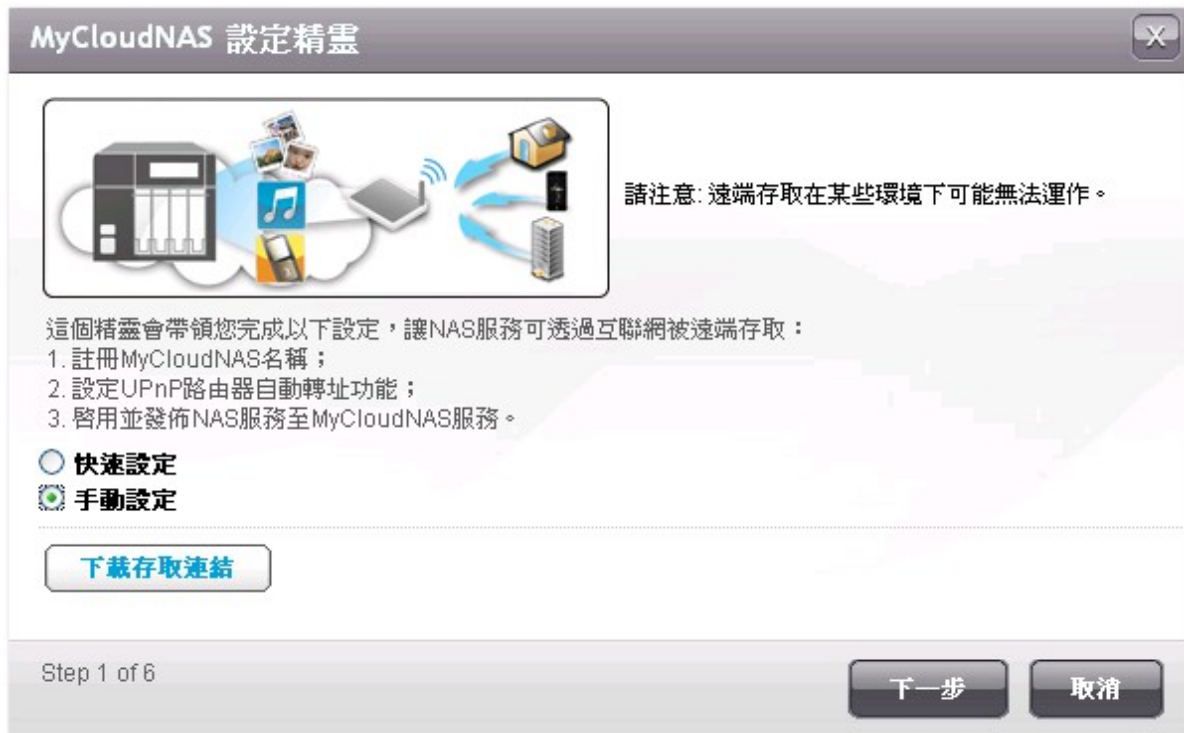 MyCloudNAS 設定精靈
X
請注意: 遠端存取在某些環境下可能無法運作。
這個精靈會帶領您完成以下設定，讓NAS服務可透過互聯網被遠端存取：
1. 註冊MyCloudNAS名稱；
2. 設定UPnP路由器自動轉址功能；
3. 啓用並發佈NAS服務至MyCloudNAS服務。
快速設定
手動設定
下載存取連結
Step 1 of 6
下一步
取消